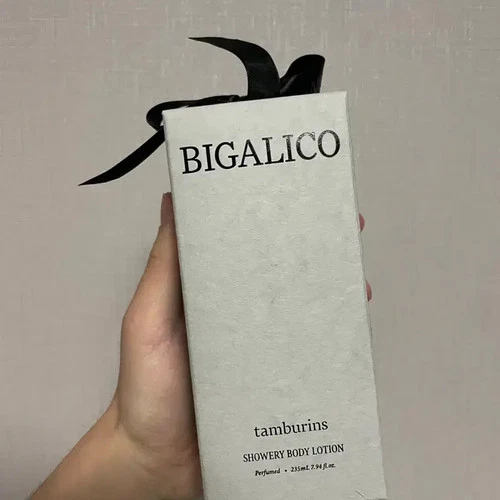 BIGALICO
tamburins
SHOWERY BODY LOTION
Perfumed • 235mL 7.94 fl.oz.